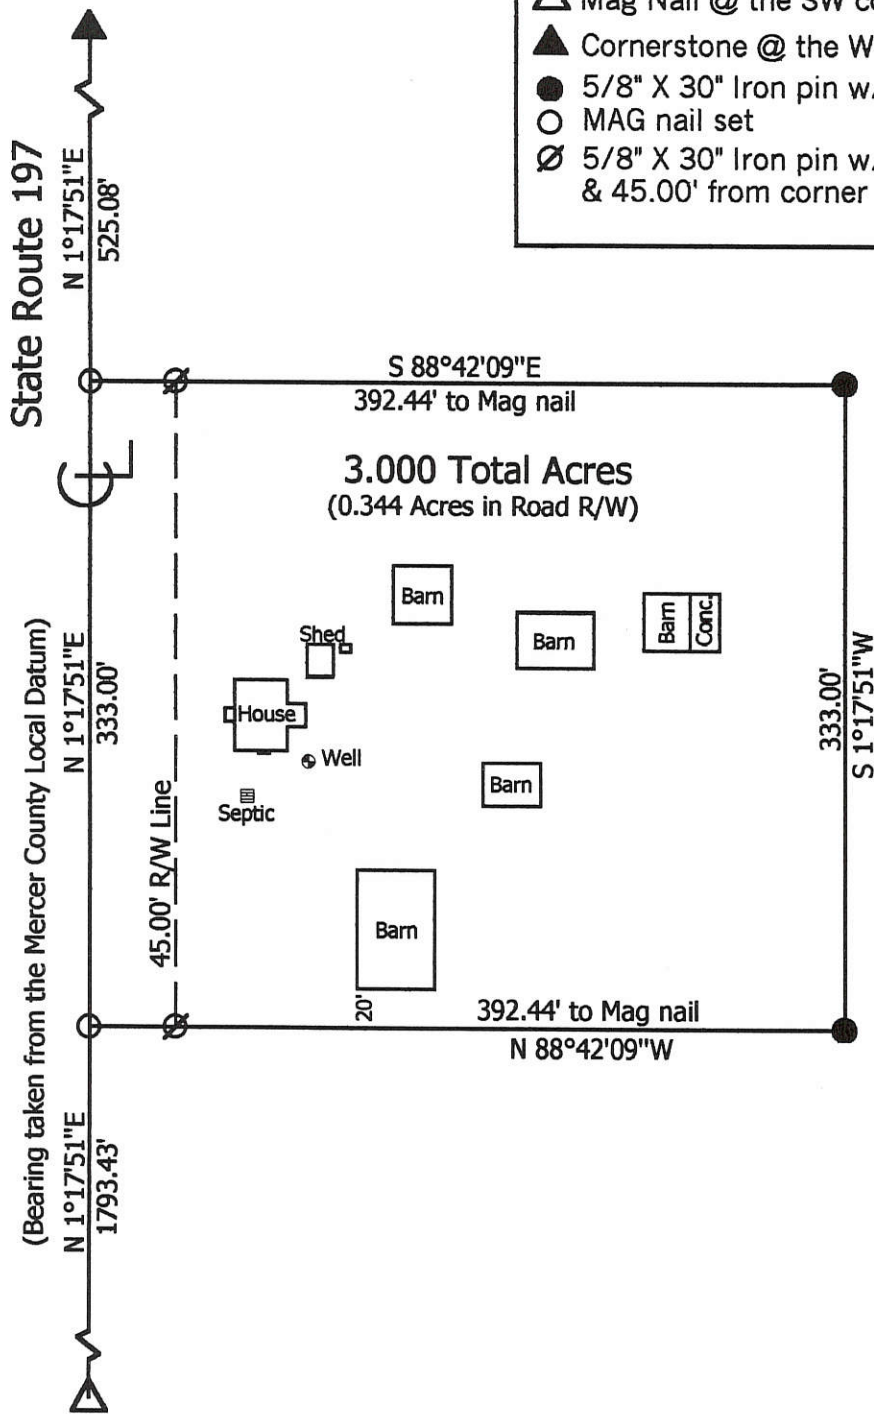 Mag Nail @ the SW co
Cornerstone @ the W
5/8" X 30" Iron pin w
MAG nail set
5/8" X 30" Iron pin w
& 45.00' from corner
State Route 197
N 1°17'51"E
525.08'
S 88°42'09"E
392.44' to Mag nail
3.000 Total Acres
(0.344 Acres in Road R/W)
CL
(Bearing taken from the Mercer County Local Datum)
N 1°17'51"E
333.00'
45.00' R/W Line
Barn
Shed
Barn
Barn
Conc.
House
Well
Septic
Barn
Barn
20'
333.00'
S 1°17'51"W
392.44' to Mag nail
N 88°42'09"W
N 1°17'51"E
1793.43'